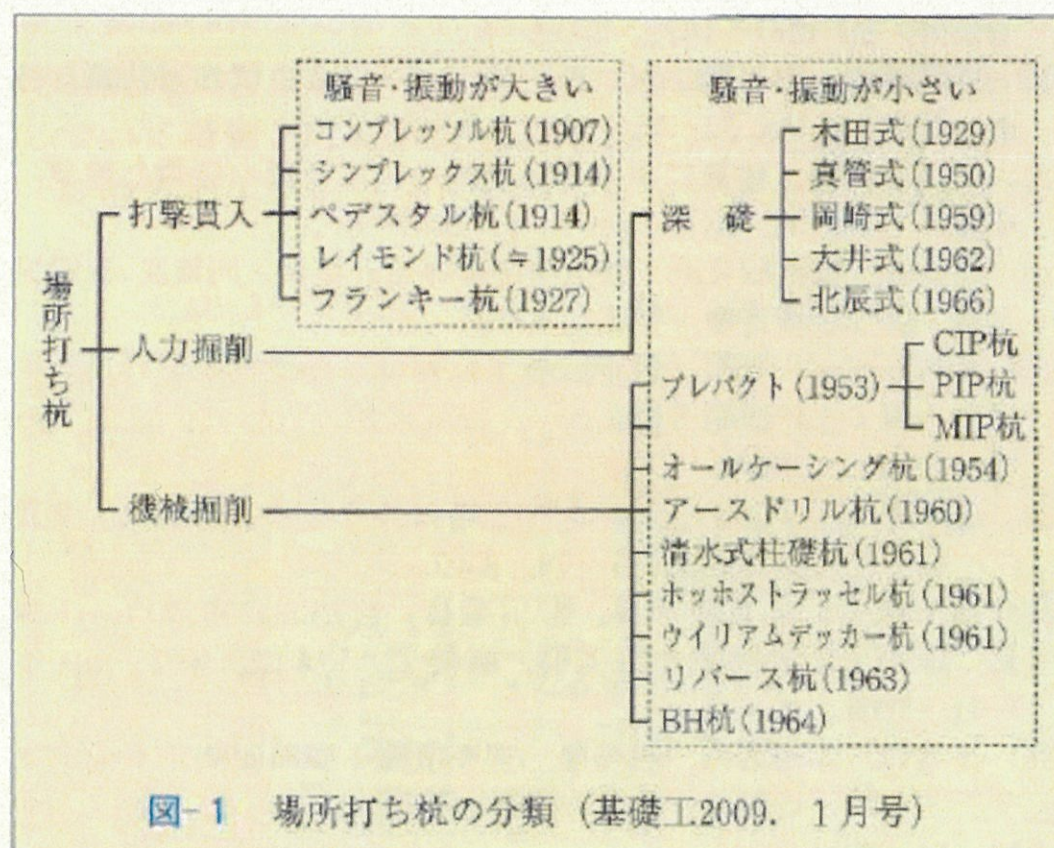 場所打ち杭
打撃貫入
人力掘削
機械掘削
騒音・振動が大きい
コンプレッソル杭(1907)
シンプレックス杭(1914)
ペデスタル杭(1914)
レイモンド杭(≒1925)
フランキー杭(1927)
騒音・振動が小さい
深 礎
木田式(1929)
真管式(1950)
岡崎式(1959)
大井式(1962)
北辰式(1966)
プレパクト(1953)
CIP杭
PIP杭
MIP杭
オールケーシング杭(1954)
アースドリル杭(1960)
清水式柱礎杭(1961)
ホッホストラッセル杭(1961)
ウイリアムデッカー杭(1961)
リバース杭(1963)
BH杭(1964)
図-1 場所打ち杭の分類(基礎工2009. 1月号)